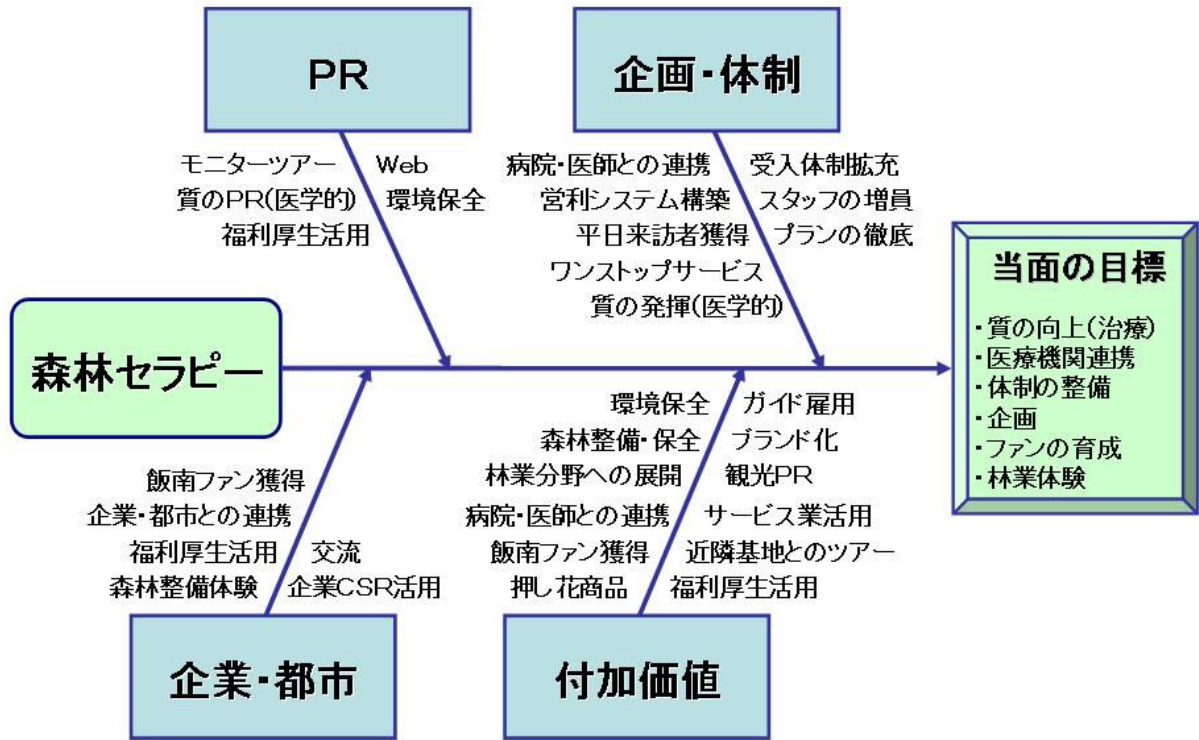 PR
企画・体制
モニターツアー Web
質のPR(医学的) 環境保全
福利厚生活用
病院・医師との連携 受入体制拡充
営利システム構築 スタッフの増員
平日来訪者獲得 プランの徹底
ワンストップサービス
質の発揮(医学的)
森林セラピー
当面の目標
・質の向上(治療)
・医療機関連携
・体制の整備
・企画
・ファンの育成
・林業体験
飯南ファン獲得
企業・都市との連携
福利厚生活用 交流
森林整備体験 企業CSR活用
環境保全 ガイド雇用
森林整備・保全 ブランド化
林業分野への展開 観光PR
病院・医師との連携 サービス業活用
飯南ファン獲得 近隣基地とのツアー
押し花商品 福利厚生活用
企業・都市
付加価値